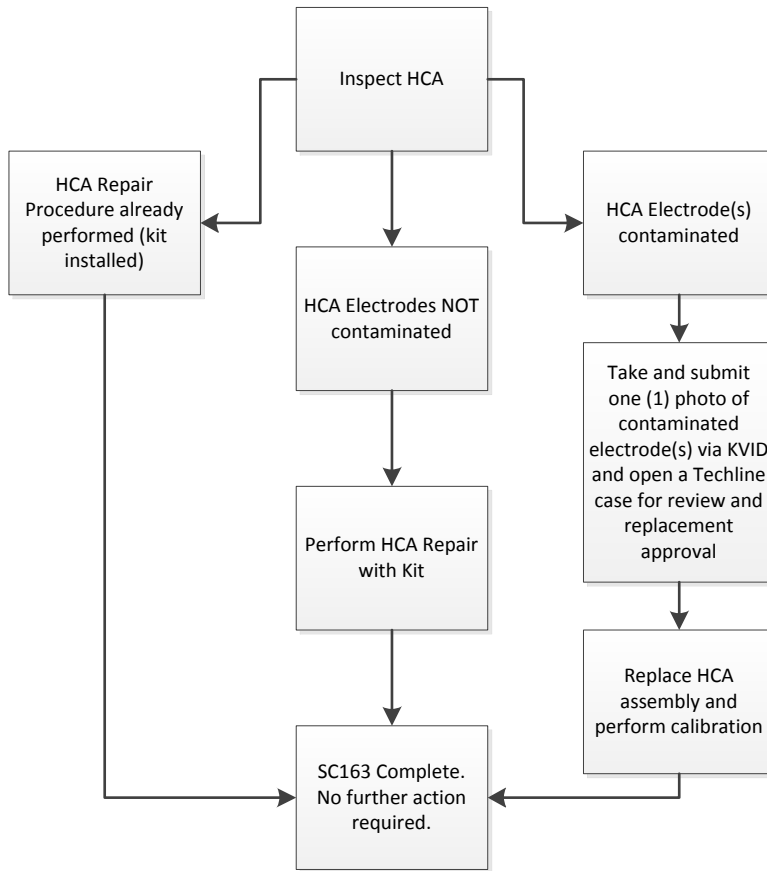 Inspect HCA
HCA Repair
Procedure already
performed (kit
installed)
HCA Electrodes NOT
contaminated
HCA Electrode(s)
contaminated
Take and submit
one (1) photo of
contaminated
electrode(s) via KVID
and open a Techline
case for review and
replacement
approval
Perform HCA Repair
with Kit
Replace HCA
assembly and
perform calibration
SC163 Complete.
No further action
required.